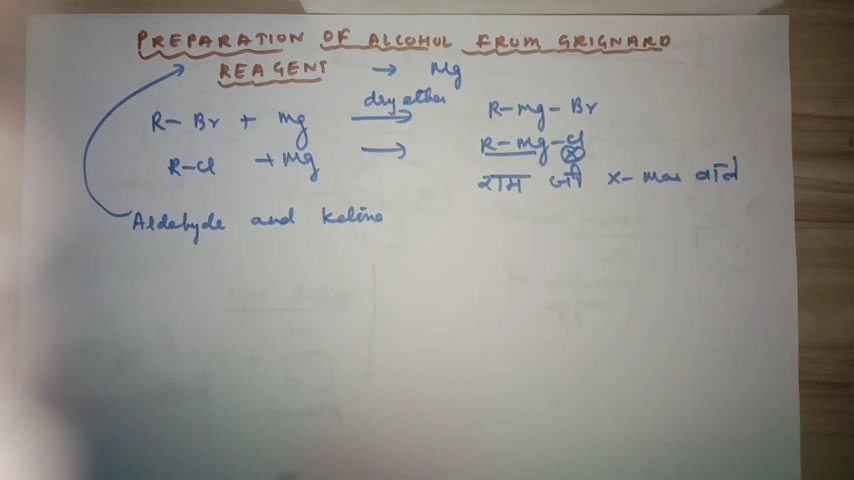 PREPARATION OF ALCOHOL FROM GRIGNARD
REAGENT → Mg
R-Br + Mg dry ether → R-Mg-Br
R-Cl + Mg → R-Mg-Cl
X
राम जी X-mas वाले
Aldehyde and Ketone